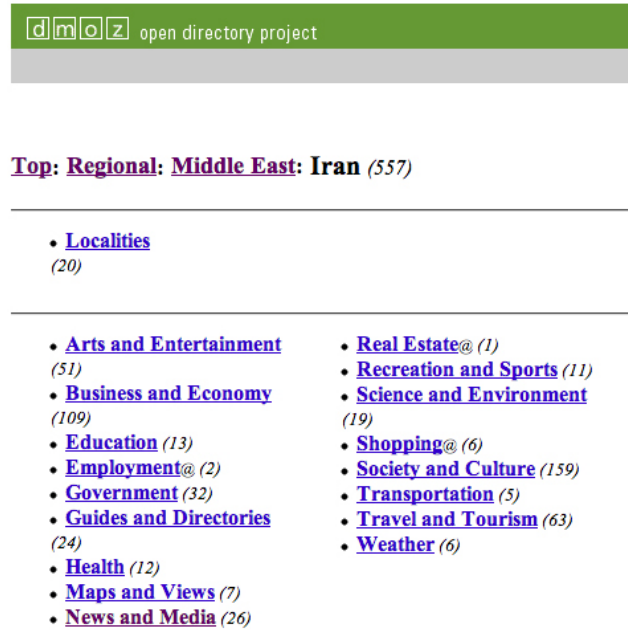 dmoz open directory project
Top: Regional: Middle East: Iran (557)
• Localities
(20)
• Arts and Entertainment
(51)
• Business and Economy
(109)
• Education (13)
• Employment@ (2)
• Government (32)
• Guides and Directories
(24)
• Health (12)
• Maps and Views (7)
• News and Media (26)
• Real Estate@ (1)
• Recreation and Sports (11)
• Science and Environment
(19)
• Shopping@ (6)
• Society and Culture (159)
• Transportation (5)
• Travel and Tourism (63)
• Weather (6)